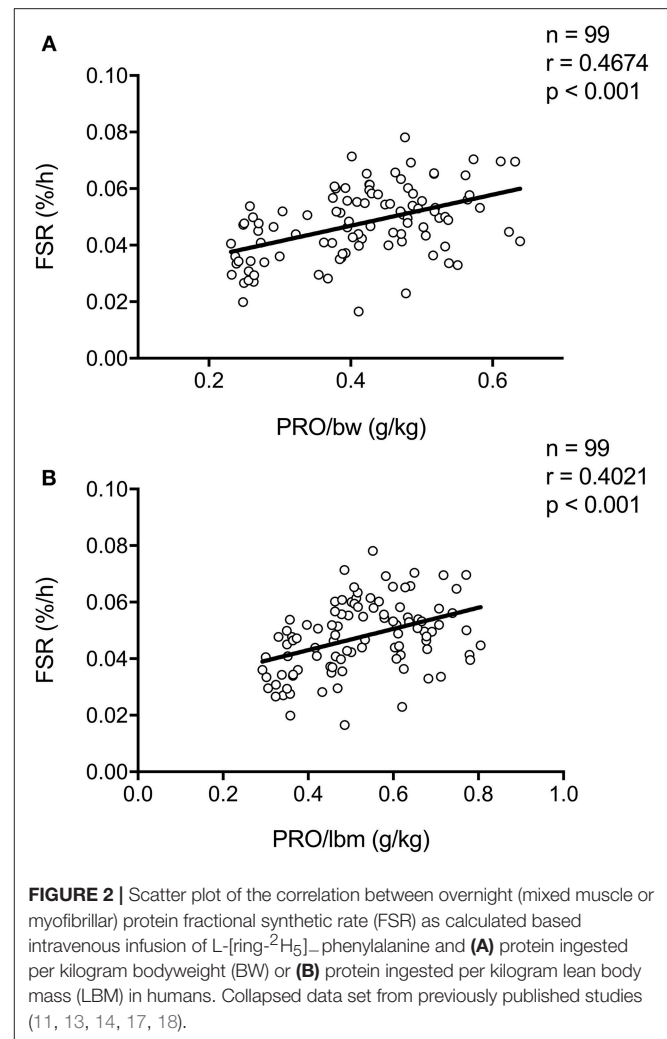 A
n = 99
r = 0.4674
p < 0.001
0.10
0.08
0.06
0.04
0.02
0.00
FSR (%/h)
0.2 0.4 0.6
PRO/bw (g/kg)
B
n = 99
r = 0.4021
p < 0.001
0.10
0.08
0.06
0.04
0.02
0.00
FSR (%/h)
0.0 0.2 0.4 0.6 0.8 1.0
PRO/lbm (g/kg)
FIGURE 2 | Scatter plot of the correlation between overnight (mixed muscle or
myofibrillar) protein fractional synthetic rate (FSR) as calculated based
intravenous infusion of L-[ring-²H₅]_ phenylalanine and (A) protein ingested
per kilogram bodyweight (BW) or (B) protein ingested per kilogram lean body
mass (LBM) in humans. Collapsed data set from previously published studies
(11, 13, 14, 17, 18).